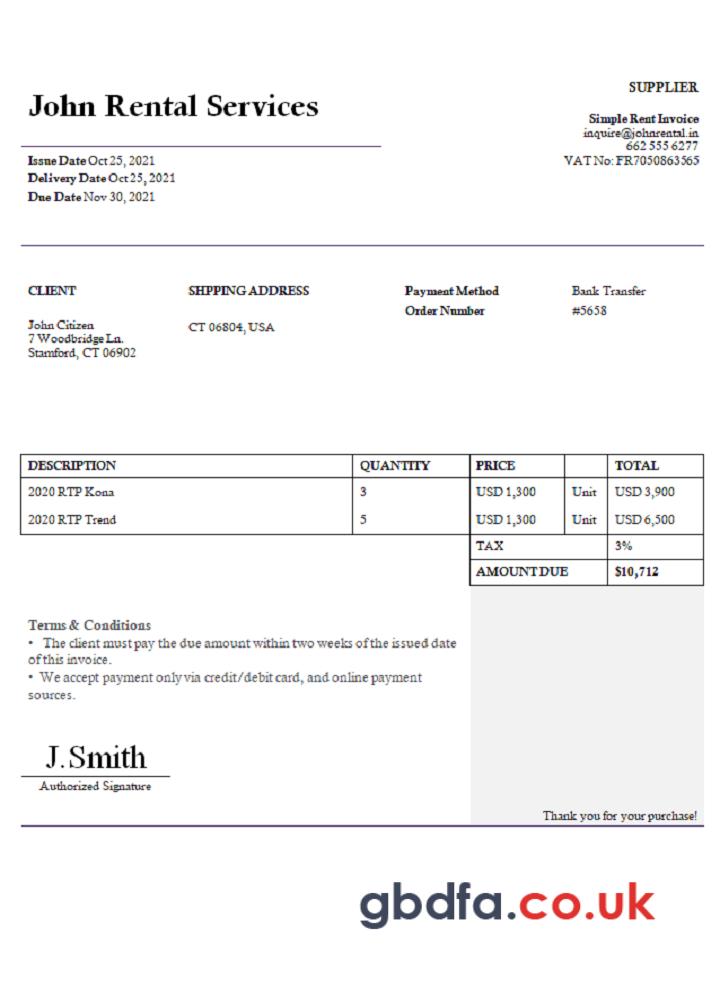 John Rental Services
SUPPLIER
Simple Rent Invoice
inquire@johnrental.in
662 555 6277
VAT No: FR7050863565
Issue Date Oct 25, 2021
Delivery Date Oct 25, 2021
Due Date Nov 30, 2021
CLIENT
John Citizen
7 Woodbridge Ln.
Stamford, CT 06902
SHPPING ADDRESS
CT 06804, USA
Payment Method Bank Transfer
Order Number #5658
DESCRIPTION QUANTITY PRICE TOTAL
2020 RTP Kona 3 USD 1,300 Unit USD 3,900
2020 RTP Trend 5 USD 1,300 Unit USD 6,500
TAX 3%
AMOUNT DUE $10,712
Terms & Conditions
• The client must pay the due amount within two weeks of the issued date
of this invoice.
• We accept payment only via credit/debit card, and online payment
sources.
J. Smith
Authorized Signature
Thank you for your purchase!
gbdfa.co.uk